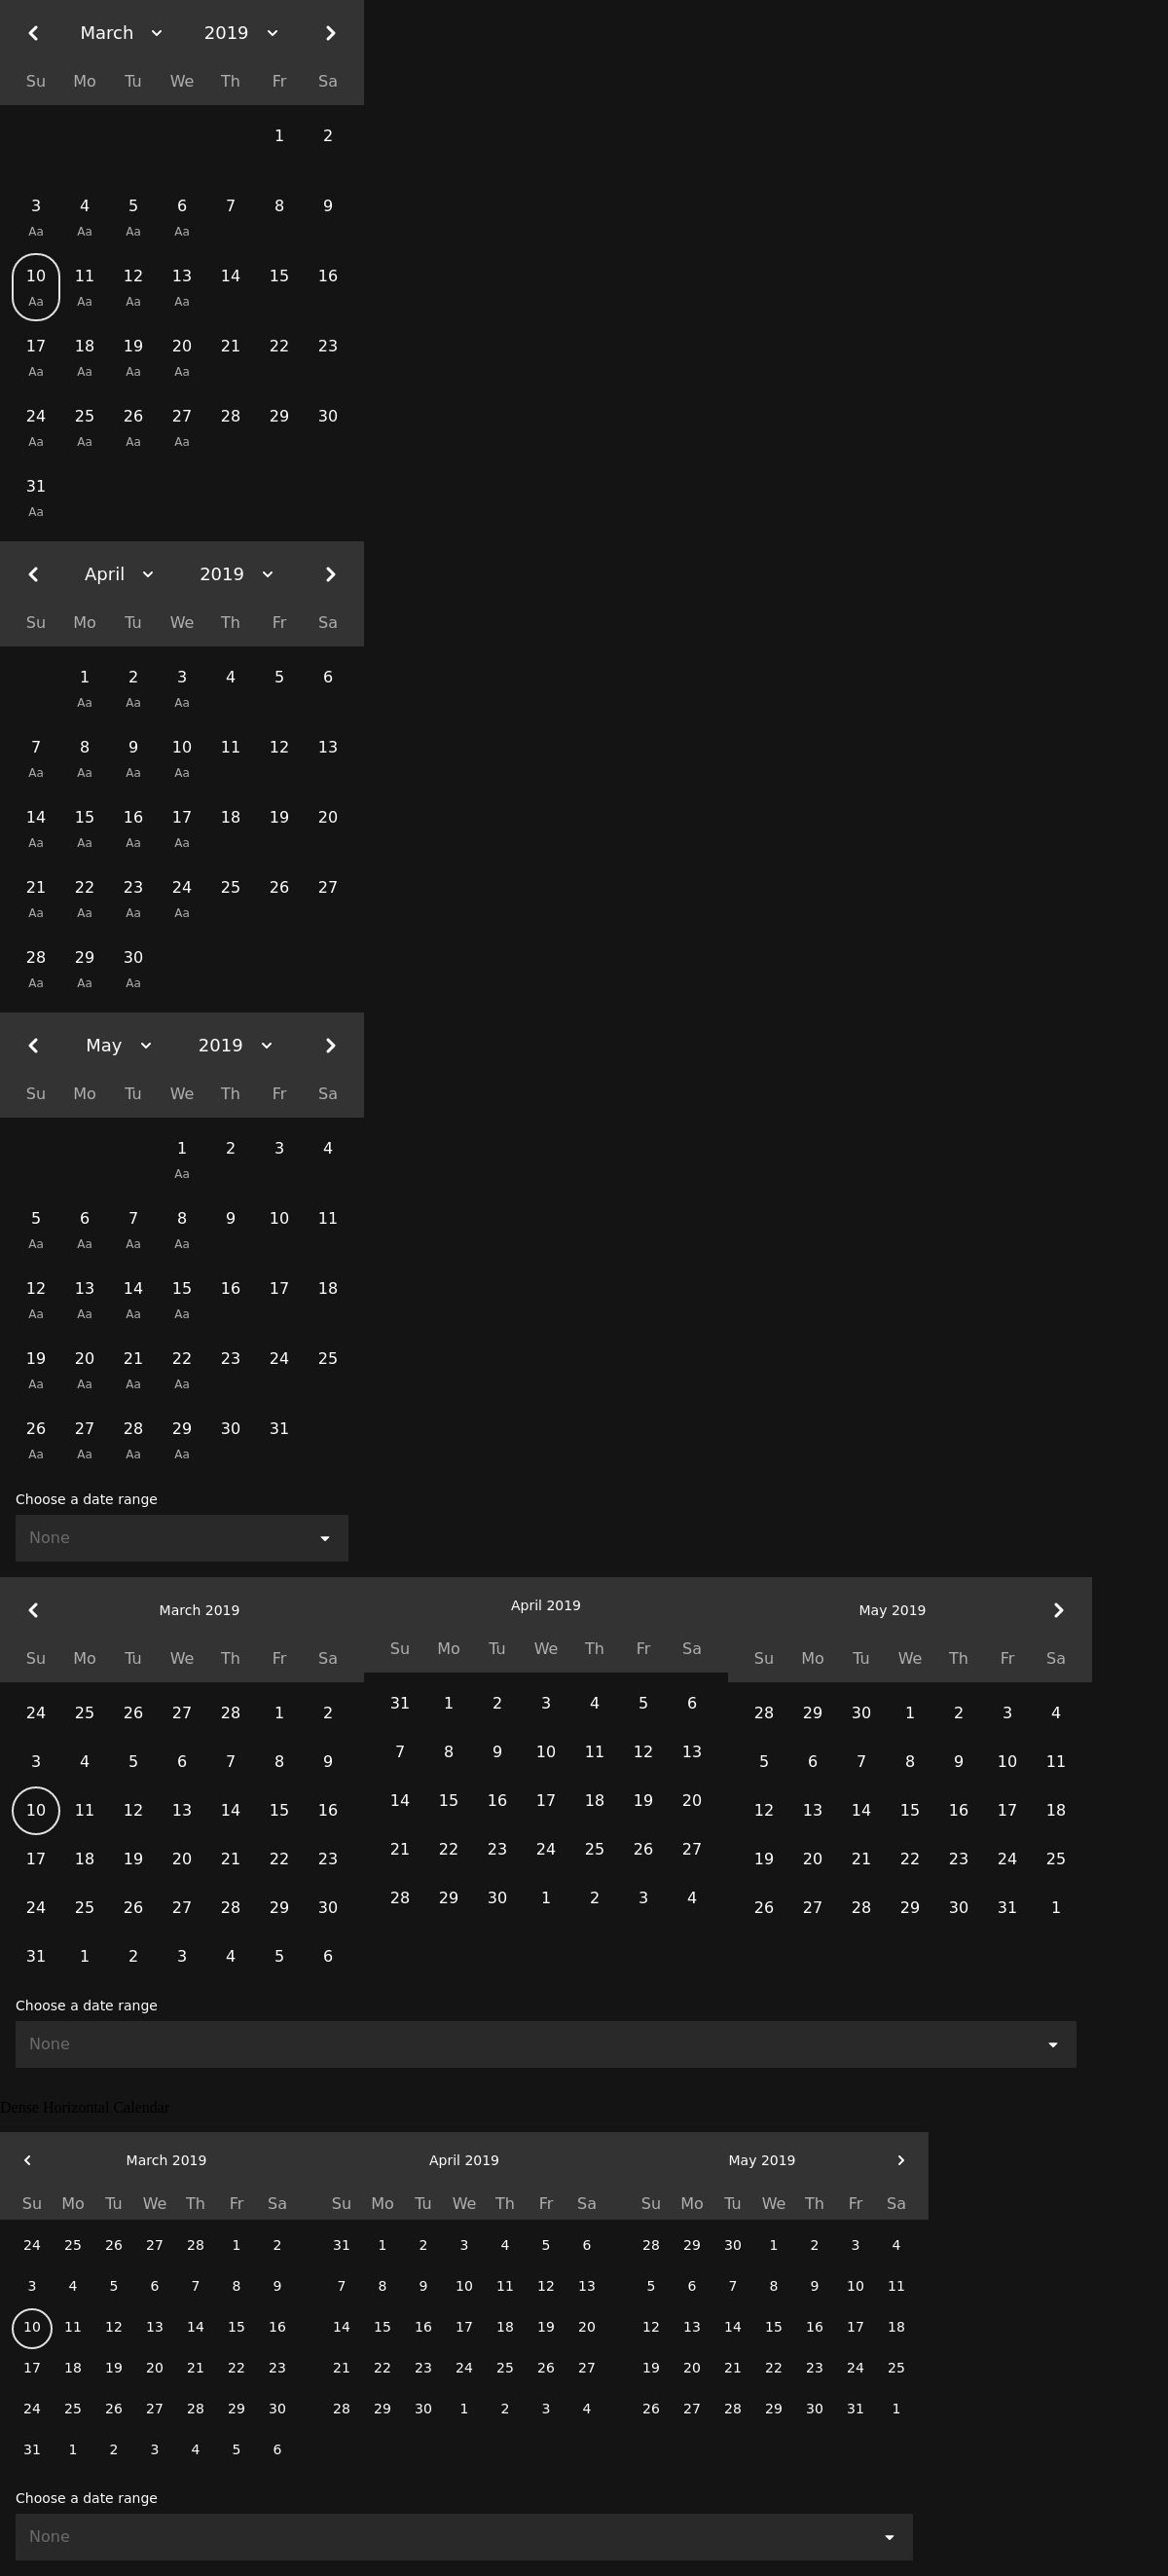 March 2019
Su Mo Tu We Th Fr Sa
1 2
3 4 5 6 7 8 9
Aa Aa Aa Aa
10 11 12 13 14 15 16
Aa Aa Aa Aa
17 18 19 20 21 22 23
Aa Aa Aa Aa
24 25 26 27 28 29 30
Aa Aa Aa Aa
31
Aa
April 2019
Su Mo Tu We Th Fr Sa
1 2 3 4 5 6
Aa Aa Aa
7 8 9 10 11 12 13
Aa Aa Aa Aa
14 15 16 17 18 19 20
Aa Aa Aa Aa
21 22 23 24 25 26 27
Aa Aa Aa Aa
28 29 30
Aa Aa Aa
May 2019
Su Mo Tu We Th Fr Sa
1 2 3 4
Aa
5 6 7 8 9 10 11
Aa Aa Aa Aa
12 13 14 15 16 17 18
Aa Aa Aa Aa
19 20 21 22 23 24 25
Aa Aa Aa Aa
26 27 28 29 30 31
Aa Aa Aa Aa
Choose a date range
None
March 2019
Su Mo Tu We Th Fr Sa
24 25 26 27 28 1 2
3 4 5 6 7 8 9
10 11 12 13 14 15 16
17 18 19 20 21 22 23
24 25 26 27 28 29 30
31 1 2 3 4 5 6
April 2019
Su Mo Tu We Th Fr Sa
31 1 2 3 4 5 6
7 8 9 10 11 12 13
14 15 16 17 18 19 20
21 22 23 24 25 26 27
28 29 30 1 2 3 4
May 2019
Su Mo Tu We Th Fr Sa
28 29 30 1 2 3 4
5 6 7 8 9 10 11
12 13 14 15 16 17 18
19 20 21 22 23 24 25
26 27 28 29 30 31 1
Choose a date range
None
Dense Horizontal Calendar
March 2019
Su Mo Tu We Th Fr Sa
24 25 26 27 28 1 2
3 4 5 6 7 8 9
10 11 12 13 14 15 16
17 18 19 20 21 22 23
24 25 26 27 28 29 30
31 1 2 3 4 5 6
April 2019
Su Mo Tu We Th Fr Sa
31 1 2 3 4 5 6
7 8 9 10 11 12 13
14 15 16 17 18 19 20
21 22 23 24 25 26 27
28 29 30 1 2 3 4
May 2019
Su Mo Tu We Th Fr Sa
28 29 30 1 2 3 4
5 6 7 8 9 10 11
12 13 14 15 16 17 18
19 20 21 22 23 24 25
26 27 28 29 30 31 1
Choose a date range
None